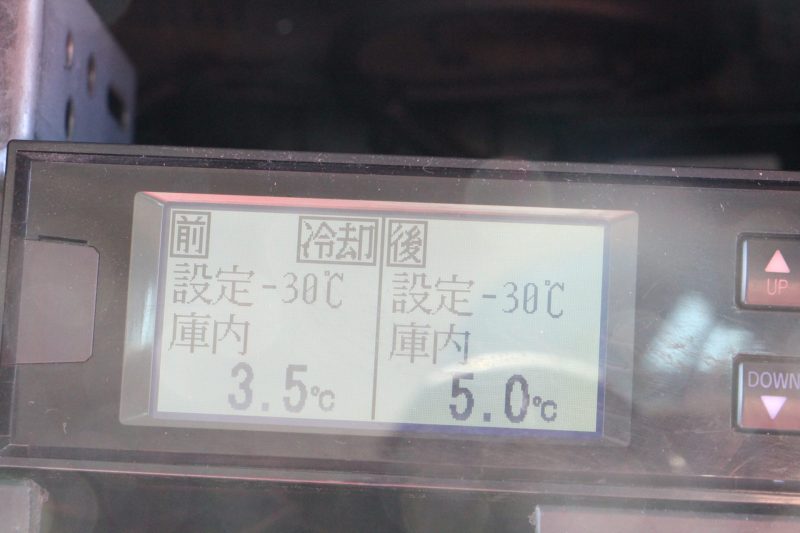 前 冷却
設定-30℃
庫内
3.5℃
後
設定-30℃
庫内
5.0℃
UP
DOWN